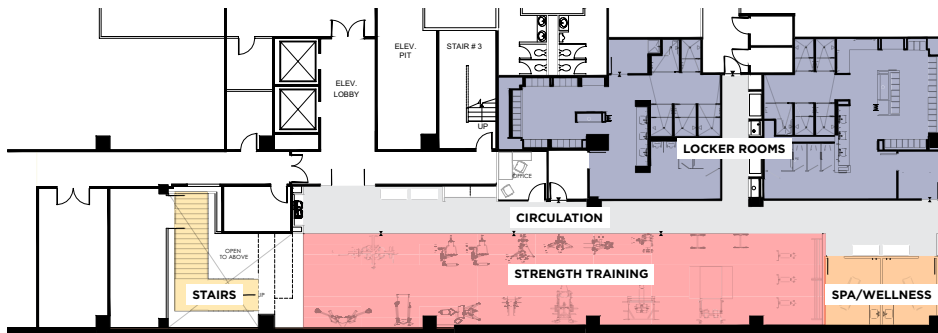 ELEV.
PIT
STAIR # 3
ELEV.
LOBBY
UP
LOCKER ROOMS
OFFICE
CIRCULATION
OPEN
TO ABOVE
STRENGTH TRAINING
STAIRS
UP
SPA/WELLNESS